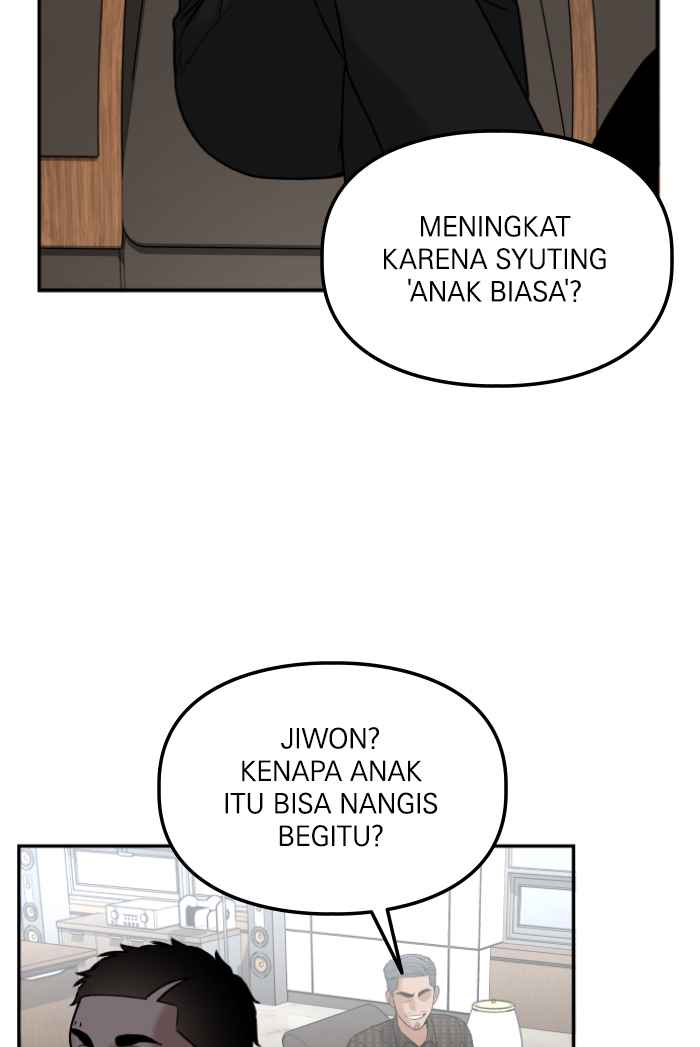 MENINGKAT
KARENA SYUTING
'ANAK BIASA'?
JIWON?
KENAPA ANAK
ITU BISA NANGIS
BEGITU?